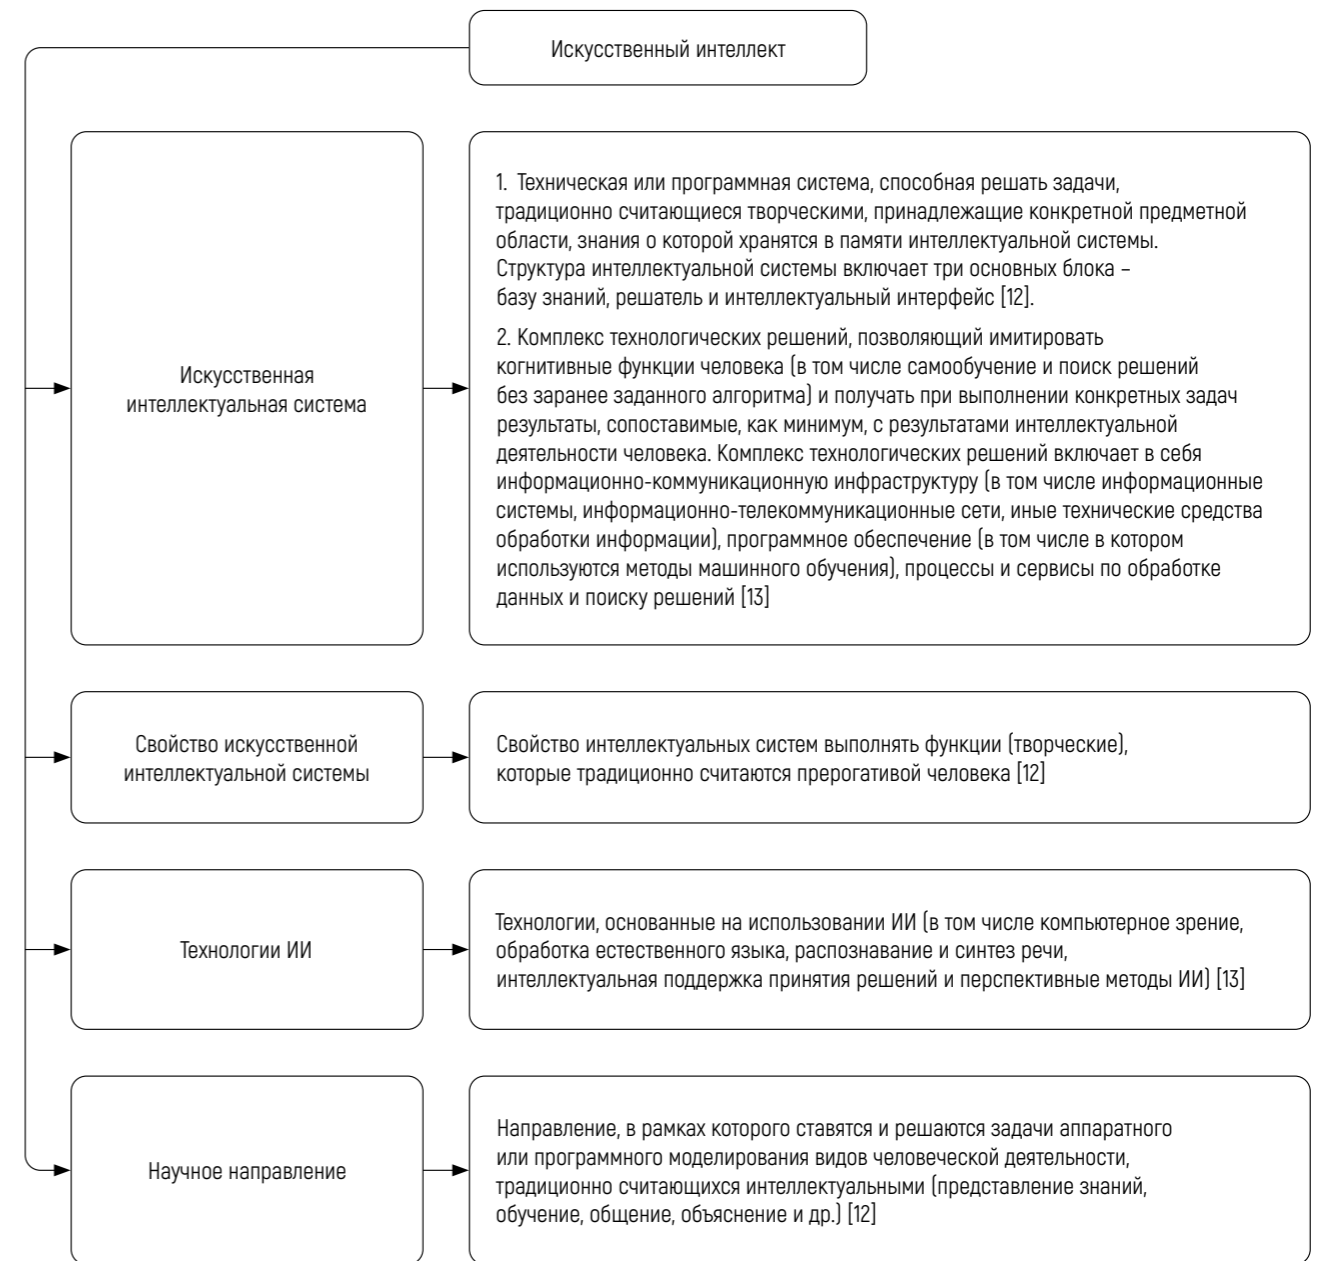 Искусственный интеллект
Искусственная
интеллектуальная система
1. Техническая или программная система, способная решать задачи,
традиционно считающиеся творческими, принадлежащие конкретной предметной
области, знания о которой хранятся в памяти интеллектуальной системы.
Структура интеллектуальной системы включает три основных блока –
базу знаний, решатель и интеллектуальный интерфейс [12].
2. Комплекс технологических решений, позволяющий имитировать
когнитивные функции человека (в том числе самообучение и поиск решений
без заранее заданного алгоритма) и получать при выполнении конкретных задач
результаты, сопоставимые, как минимум, с результатами интеллектуальной
деятельности человека. Комплекс технологических решений включает в себя
информационно-коммуникационную инфраструктуру (в том числе информационные
системы, информационно-телекоммуникационные сети, иные технические средства
обработки информации), программное обеспечение (в том числе в котором
используются методы машинного обучения), процессы и сервисы по обработке
данных и поиску решений [13]
Свойство искусственной
интеллектуальной системы
Свойство интеллектуальных систем выполнять функции (творческие),
которые традиционно считаются прерогативой человека [12]
Технологии ИИ
Технологии, основанные на использовании ИИ (в том числе компьютерное зрение,
обработка естественного языка, распознавание и синтез речи,
интеллектуальная поддержка принятия решений и перспективные методы ИИ) [13]
Научное направление
Направление, в рамках которого ставятся и решаются задачи аппаратного
или программного моделирования видов человеческой деятельности,
традиционно считающихся интеллектуальными (представление знаний,
обучение, общение, объяснение и др.) [12]